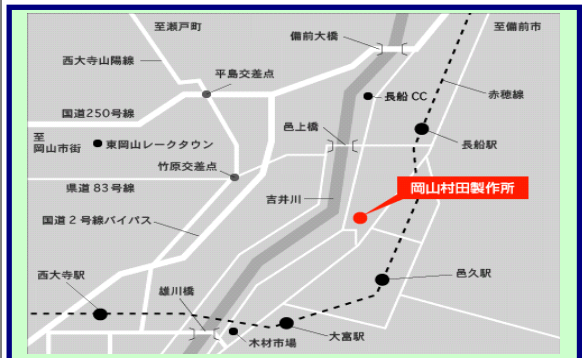 至瀬戸町
至備前市
備前大橋
西大寺山陽線
平島交差点
長船CC
赤穂線
国道250号線
邑上橋
長船駅
至
岡山市街
東岡山レークタウン
竹原交差点
県道83号線
岡山村田製作所
吉井川
国道2号線バイパス
西大寺駅
邑久駅
雄川橋
木材市場
大富駅